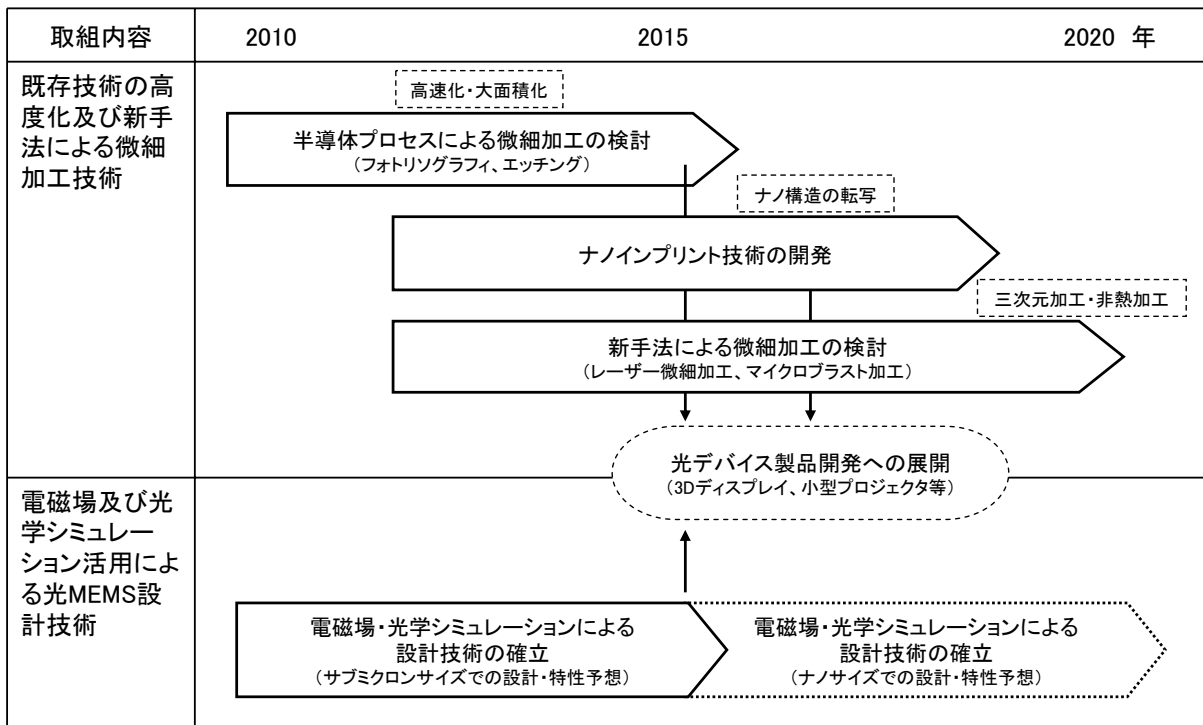 取組内容
2010
2015
2020 年
既存技術の高
度化及び新手
法による微細
加工技術
高速化・大面積化
半導体プロセスによる微細加工の検討
(フォトリソグラフィ、エッチング)
ナノ構造の転写
ナノインプリント技術の開発
三次元加工・非熱加工
新手法による微細加工の検討
(レーザー微細加工、マイクロブラスト加工)
光デバイス製品開発への展開
(3Dディスプレイ、小型プロジェクタ等)
電磁場及び光
学シミュレー
ション活用によ
る光MEMS設
計技術
電磁場・光学シミュレーションによる
設計技術の確立
(サブミクロンサイズでの設計・特性予想)
電磁場・光学シミュレーションによる
設計技術の確立
(ナノサイズでの設計・特性予想)